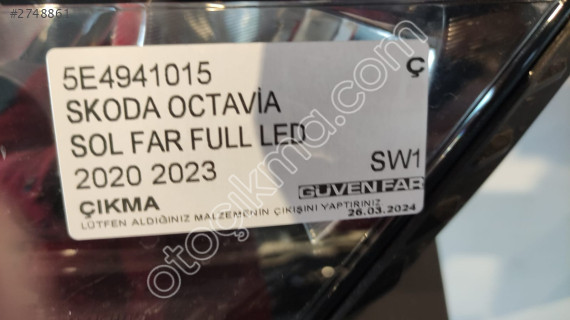 #2748861
5E4941015 Ç
SKODA OCTAVİA
SOL FAR FULL LED
2020 2023 SW1
ÇIKMA GÜVEN FAR
LÜTFEN ALDIĞINIZ MALZEMENİN ÇIKIŞINI YAPTIRINIZ 26.03.2024
otocikma.com